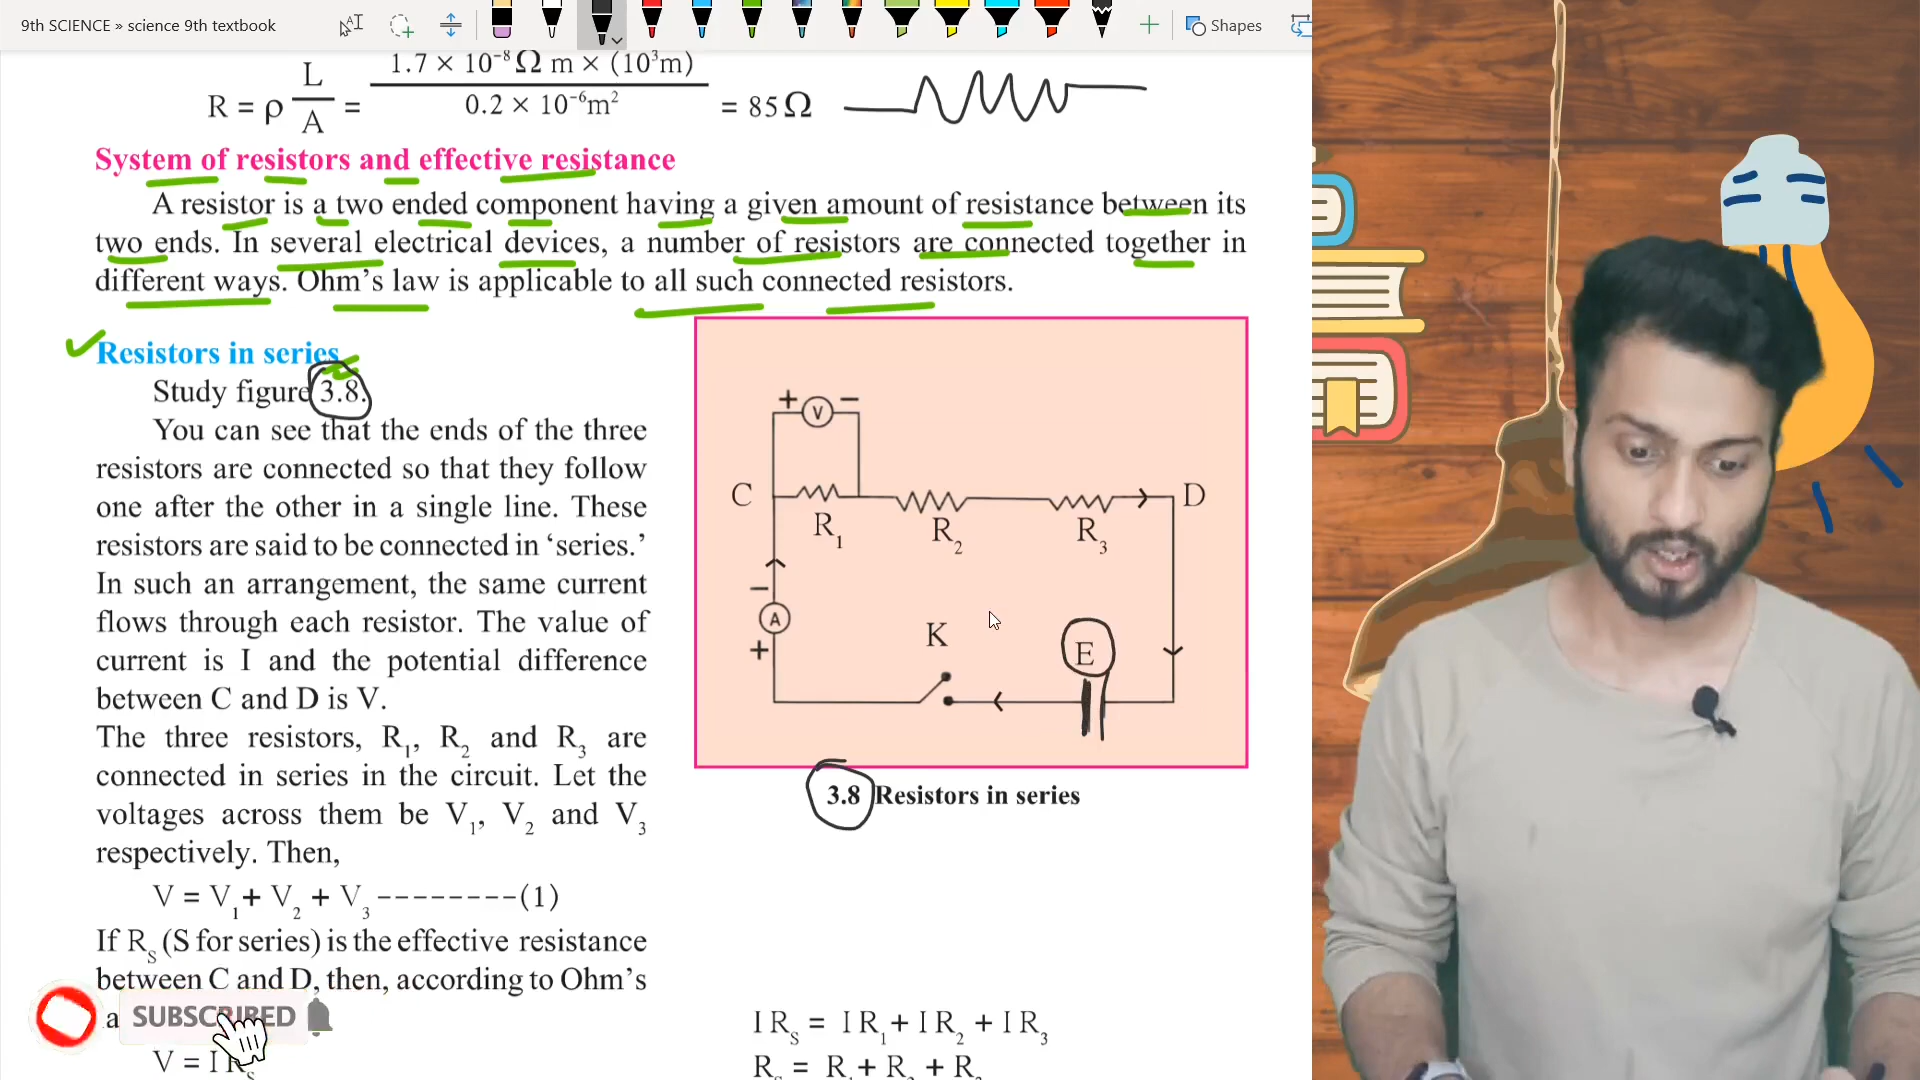 9th SCIENCE » science 9th textbook
Shapes
R = ρ L/A = 1.7 × 10⁻⁸ Ω m × (10³m) / 0.2 × 10⁻⁶m² = 85 Ω
System of resistors and effective resistance
A resistor is a two ended component having a given amount of resistance between its
two ends. In several electrical devices, a number of resistors are connected together in
different ways. Ohm's law is applicable to all such connected resistors.
Resistors in series
Study figure 3.8.
You can see that the ends of the three
resistors are connected so that they follow
one after the other in a single line. These
resistors are said to be connected in ‘series.’
In such an arrangement, the same current
flows through each resistor. The value of
current is I and the potential difference
between C and D is V.
The three resistors, R₁, R₂ and R₃ are
connected in series in the circuit. Let the
voltages across them be V₁, V₂ and V₃
respectively. Then,
V = V₁ + V₂ + V₃ --------(1)
If Rₛ (S for series) is the effective resistance
between C and D, then, according to Ohm's
SUBSCRIBED
V = I Rₛ
+ V −
C R₁ R₂ R₃ D
− A +
K E
3.8 Resistors in series
I Rₛ = I R₁ + I R₂ + I R₃
Rₛ = R₁ + R₂ + R₃